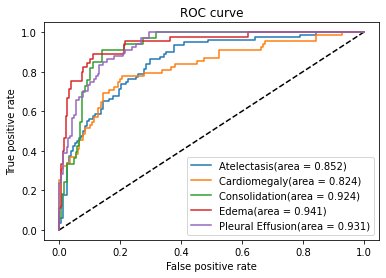 ROC curve
True positive rate
1.0
0.8
0.6
0.4
0.2
0.0
Atelectasis(area = 0.852)
Cardiomegaly(area = 0.824)
Consolidation(area = 0.924)
Edema(area = 0.941)
Pleural Effusion(area = 0.931)
0.0 0.2 0.4 0.6 0.8 1.0
False positive rate